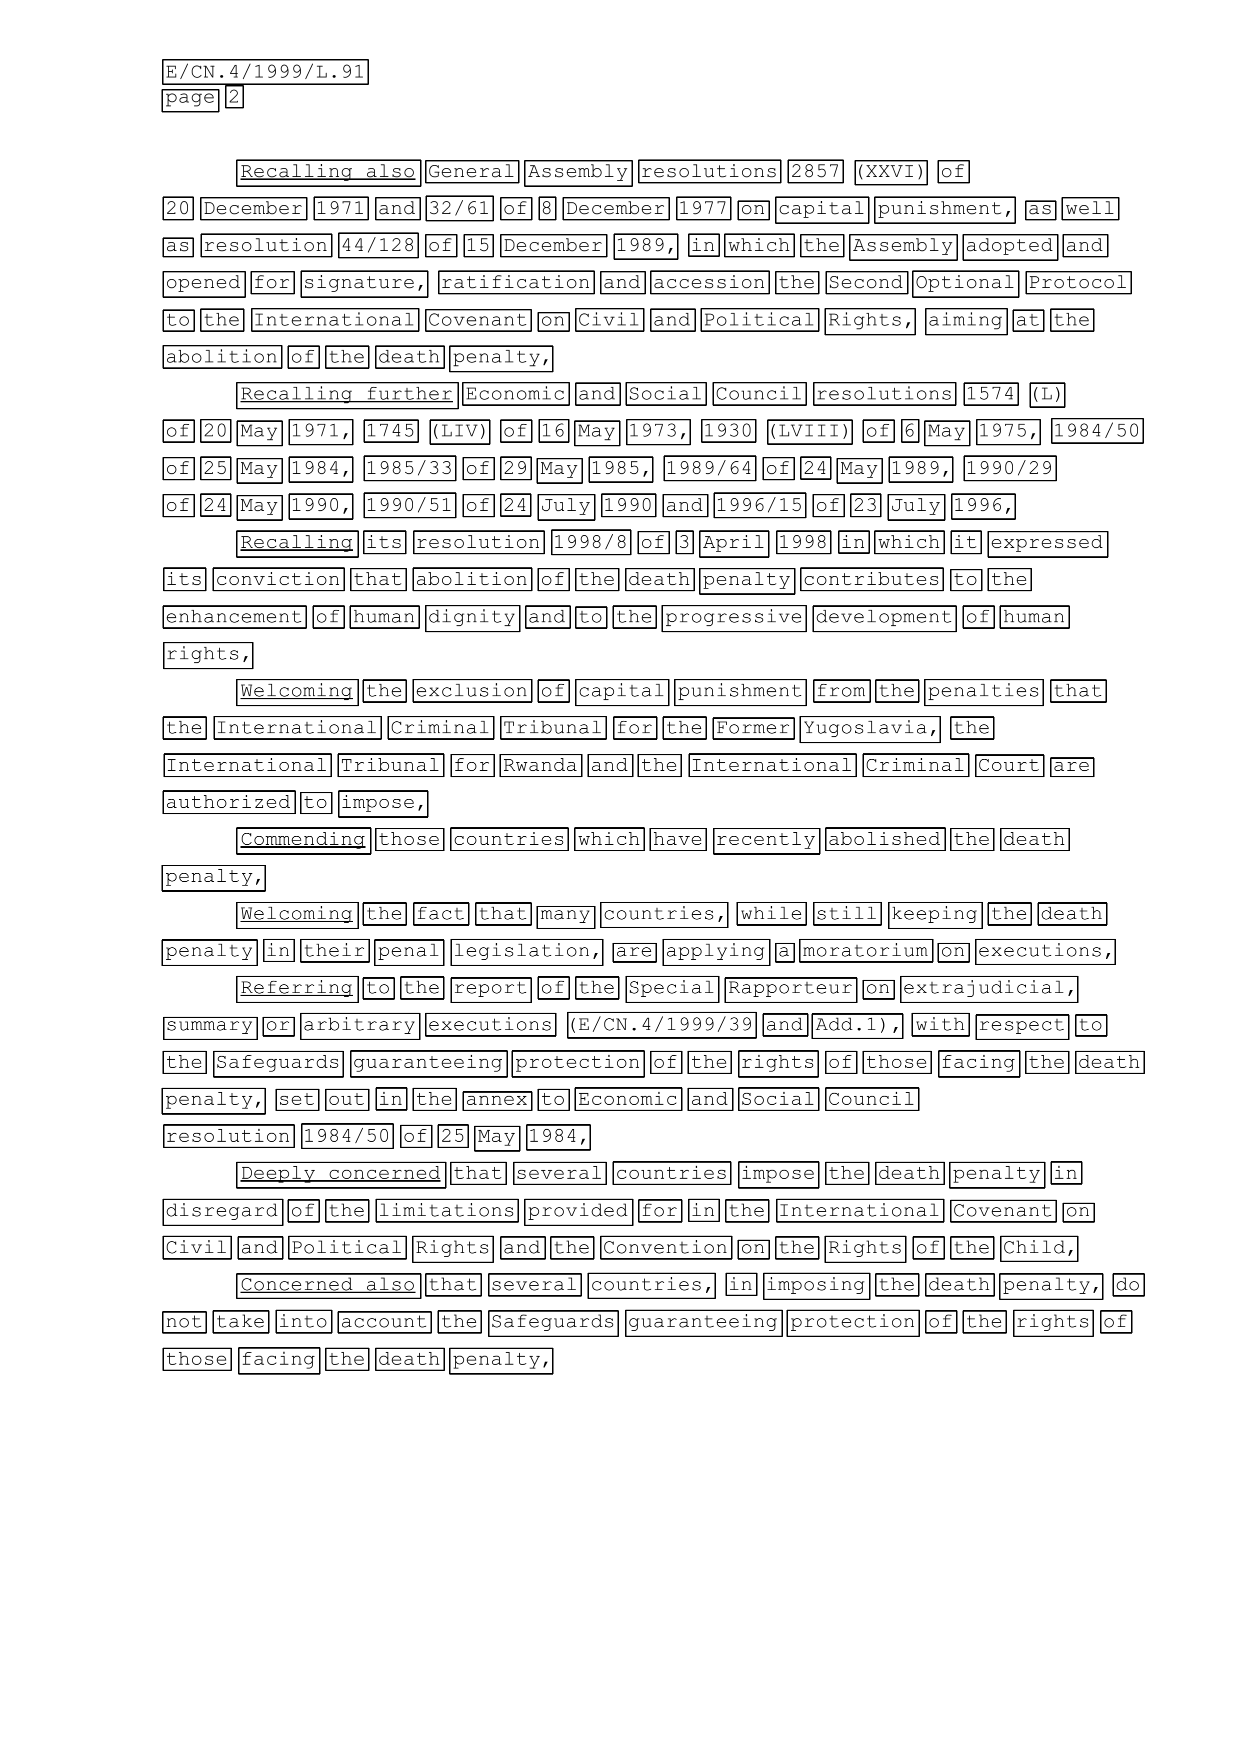 E/CN.4/1999/L.91
page 2
Recalling also General Assembly resolutions 2857 (XXVI) of
20 December 1971 and 32/61 of 8 December 1977 on capital punishment, as well
as resolution 44/128 of 15 December 1989, in which the Assembly adopted and
opened for signature, ratification and accession the Second Optional Protocol
to the International Covenant on Civil and Political Rights, aiming at the
abolition of the death penalty,
Recalling further Economic and Social Council resolutions 1574 (L)
of 20 May 1971, 1745 (LIV) of 16 May 1973, 1930 (LVIII) of 6 May 1975, 1984/50
of 25 May 1984, 1985/33 of 29 May 1985, 1989/64 of 24 May 1989, 1990/29
of 24 May 1990, 1990/51 of 24 July 1990 and 1996/15 of 23 July 1996,
Recalling its resolution 1998/8 of 3 April 1998 in which it expressed
its conviction that abolition of the death penalty contributes to the
enhancement of human dignity and to the progressive development of human
rights,
Welcoming the exclusion of capital punishment from the penalties that
the International Criminal Tribunal for the Former Yugoslavia, the
International Tribunal for Rwanda and the International Criminal Court are
authorized to impose,
Commending those countries which have recently abolished the death
penalty,
Welcoming the fact that many countries, while still keeping the death
penalty in their penal legislation, are applying a moratorium on executions,
Referring to the report of the Special Rapporteur on extrajudicial,
summary or arbitrary executions (E/CN.4/1999/39 and Add.1), with respect to
the Safeguards guaranteeing protection of the rights of those facing the death
penalty, set out in the annex to Economic and Social Council
resolution 1984/50 of 25 May 1984,
Deeply concerned that several countries impose the death penalty in
disregard of the limitations provided for in the International Covenant on
Civil and Political Rights and the Convention on the Rights of the Child,
Concerned also that several countries, in imposing the death penalty, do
not take into account the Safeguards guaranteeing protection of the rights of
those facing the death penalty,